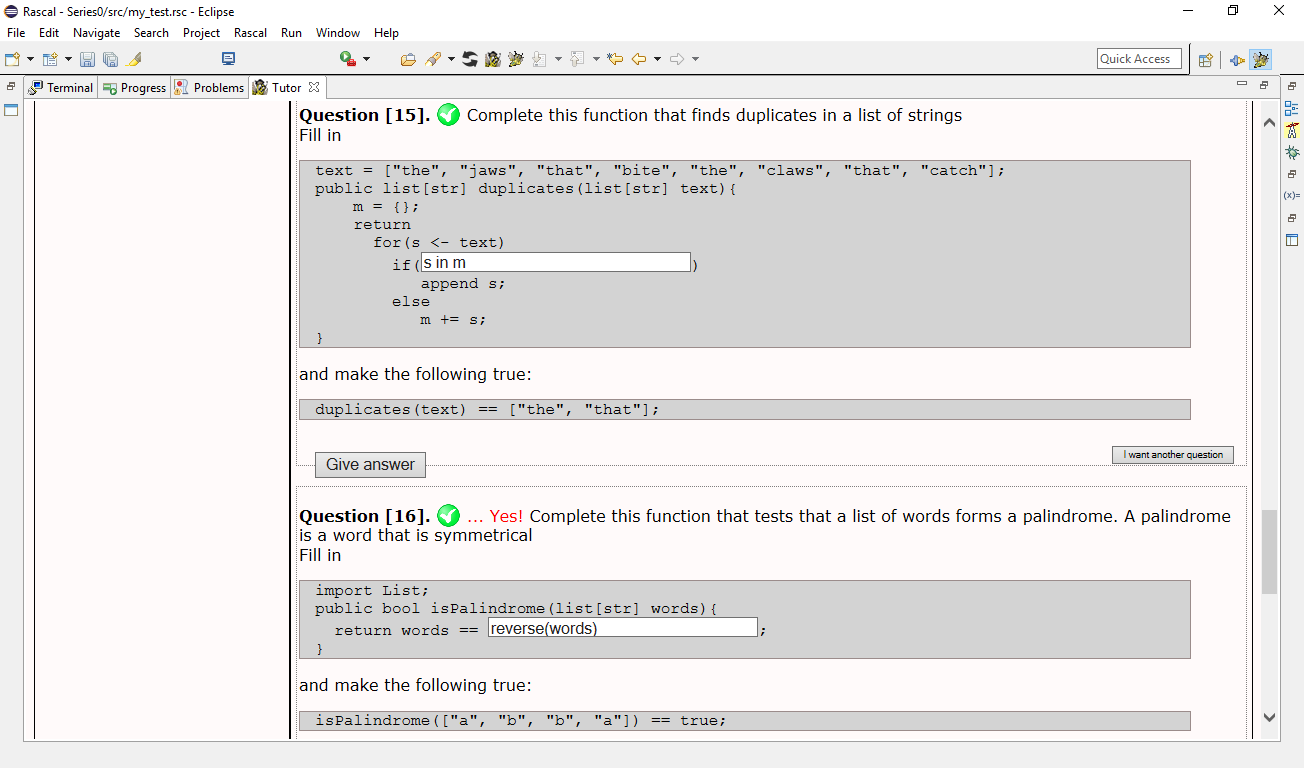 Rascal - Series0/src/my_test.rsc - Eclipse
File Edit Navigate Search Project Rascal Run Window Help
Quick Access
Terminal Progress Problems Tutor
Question [15]. Complete this function that finds duplicates in a list of strings
Fill in
text = ["the", "jaws", "that", "bite", "the", "claws", "that", "catch"];
public list[str] duplicates(list[str] text){
m = {};
return
for(s <- text)
if(s in m)
append s;
else
m += s;
}
and make the following true:
duplicates(text) == ["the", "that"];
I want another question
Give answer
Question [16]. ... Yes! Complete this function that tests that a list of words forms a palindrome. A palindrome
is a word that is symmetrical
Fill in
import List;
public bool isPalindrome(list[str] words){
return words == reverse(words);
}
and make the following true:
isPalindrome(["a", "b", "b", "a"]) == true;
(x)=